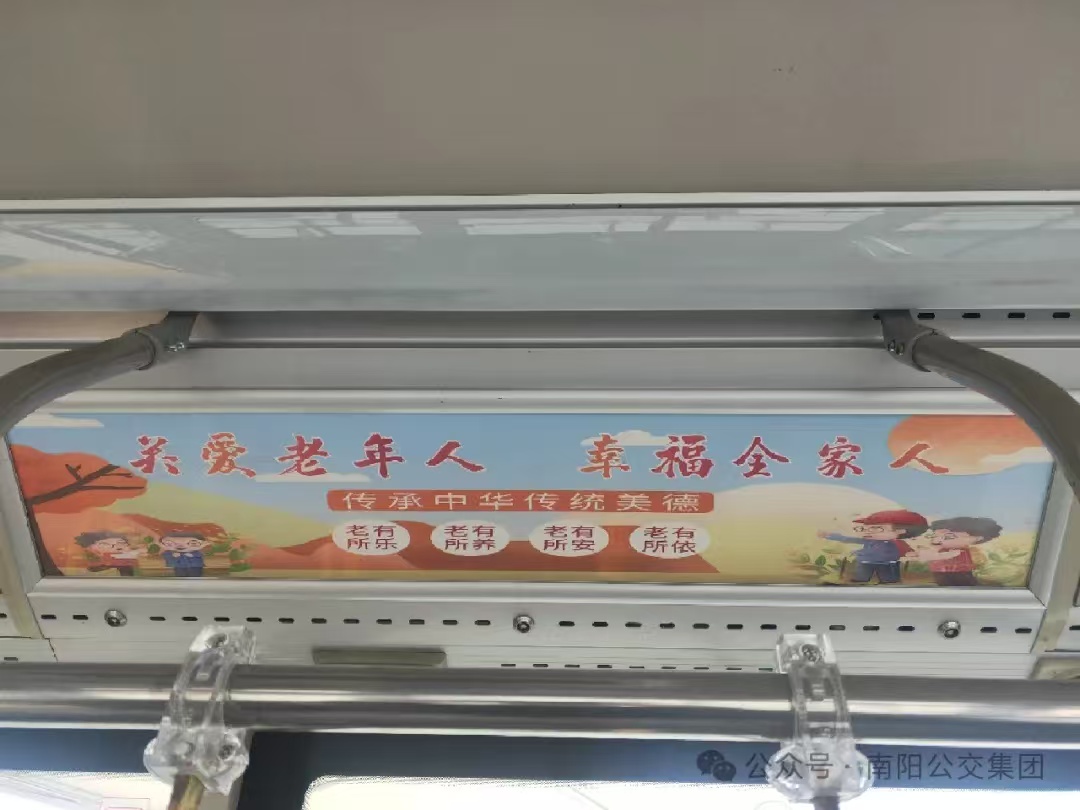 关爱老年人 幸福全家人
传承中华传统美德
老有所乐 老有所养 老有所安 老有所依
公众号·南阳公交集团